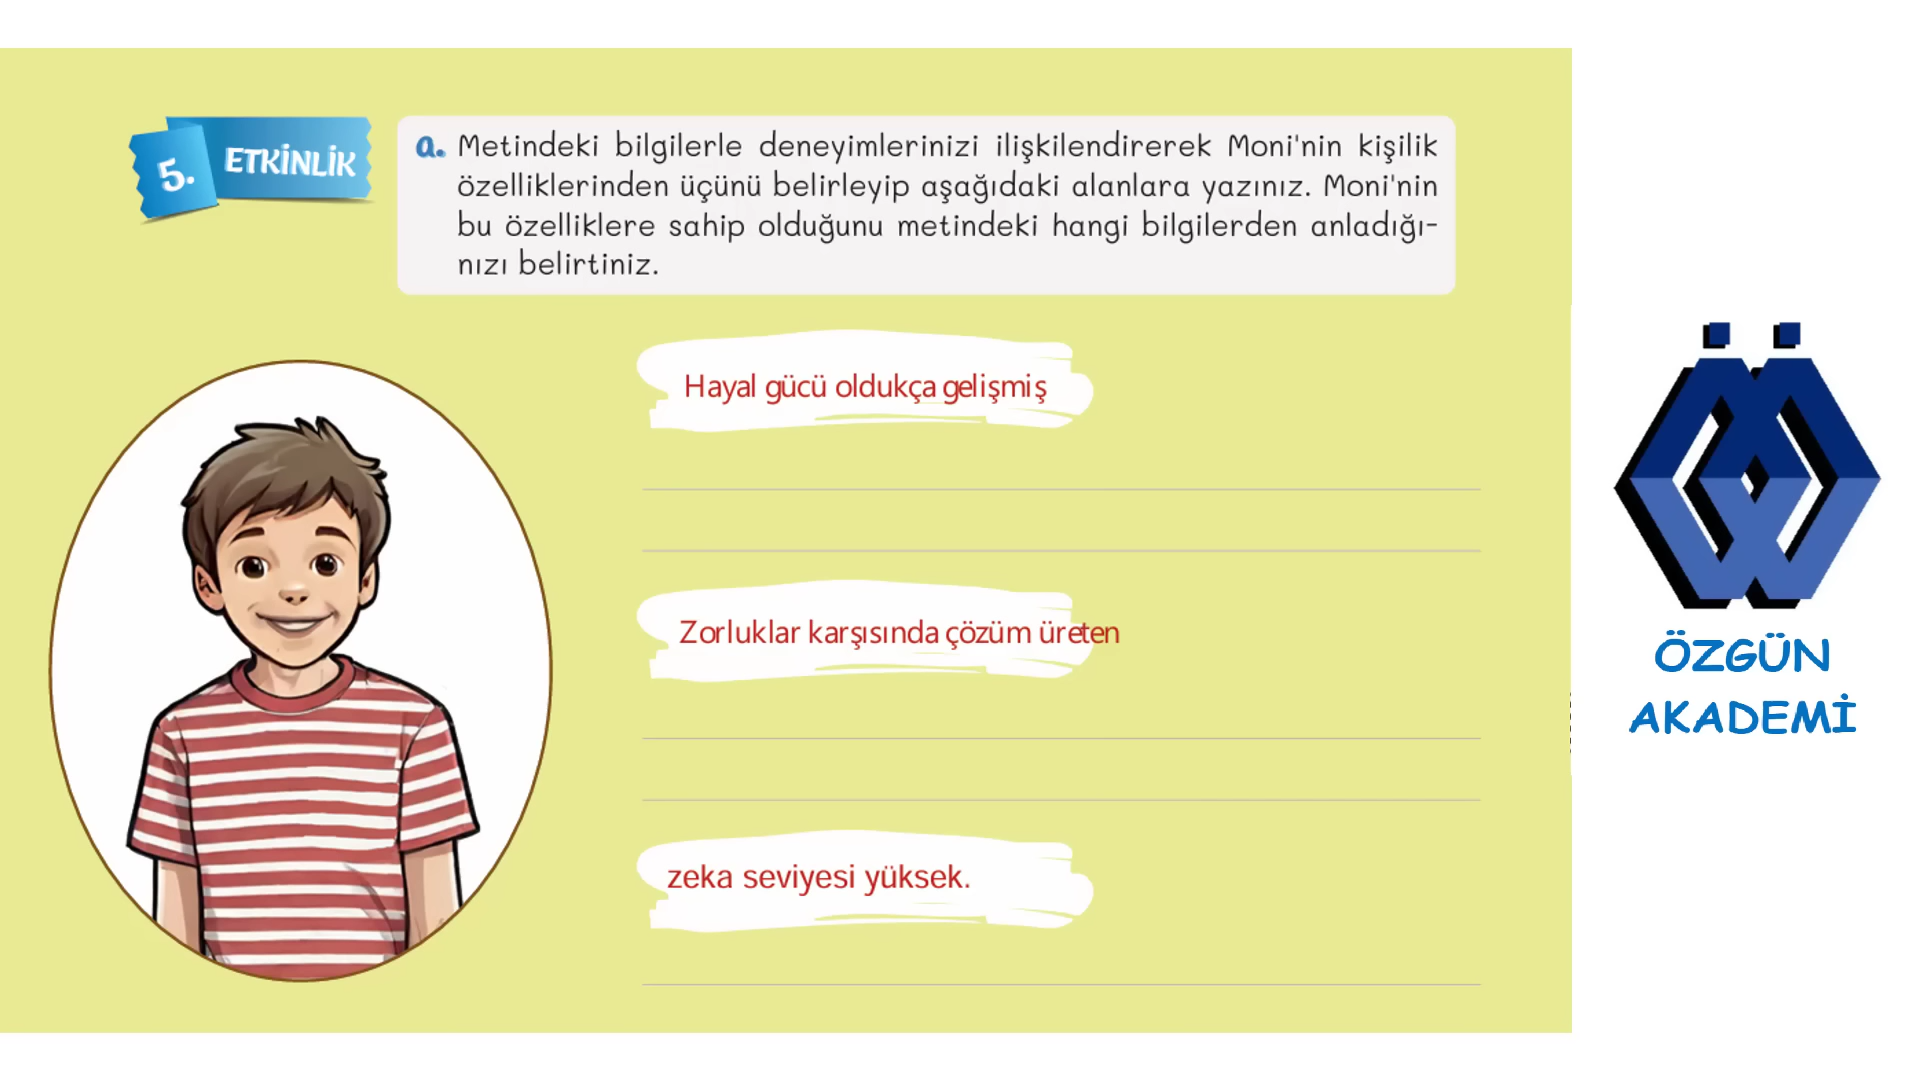 5. ETKİNLİK
a. Metindeki bilgilerle deneyimlerinizi ilişkilendirerek Moni'nin kişilik
özelliklerinden üçünü belirleyip aşağıdaki alanlara yazınız. Moni'nin
bu özelliklere sahip olduğunu metindeki hangi bilgilerden anladığı-
nızı belirtiniz.
Hayal gücü oldukça gelişmiş
Zorluklar karşısında çözüm üreten
zeka seviyesi yüksek.
ÖZGÜN
AKADEMİ